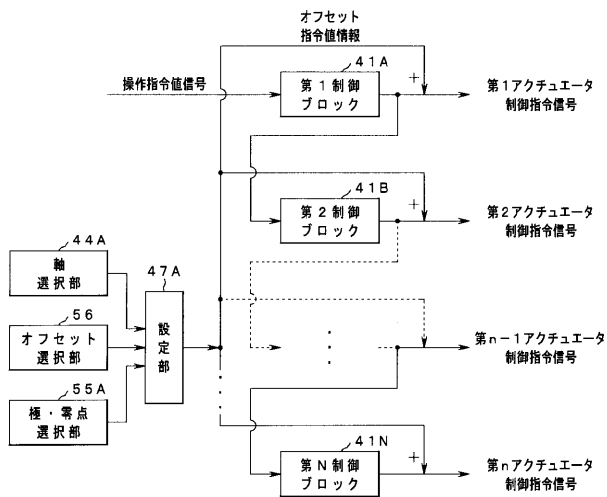 オフセット
指令値情報
操作指令値信号
41A
第1制御
ブロック
+
第1アクチュエータ
制御指令信号
41B
第2制御
ブロック
+
第2アクチュエータ
制御指令信号
44A
軸
選択部
56
オフセット
選択部
55A
極・零点
選択部
47A
設定部
第n-1アクチュエータ
制御指令信号
41N
第N制御
ブロック
+
第nアクチュエータ
制御指令信号